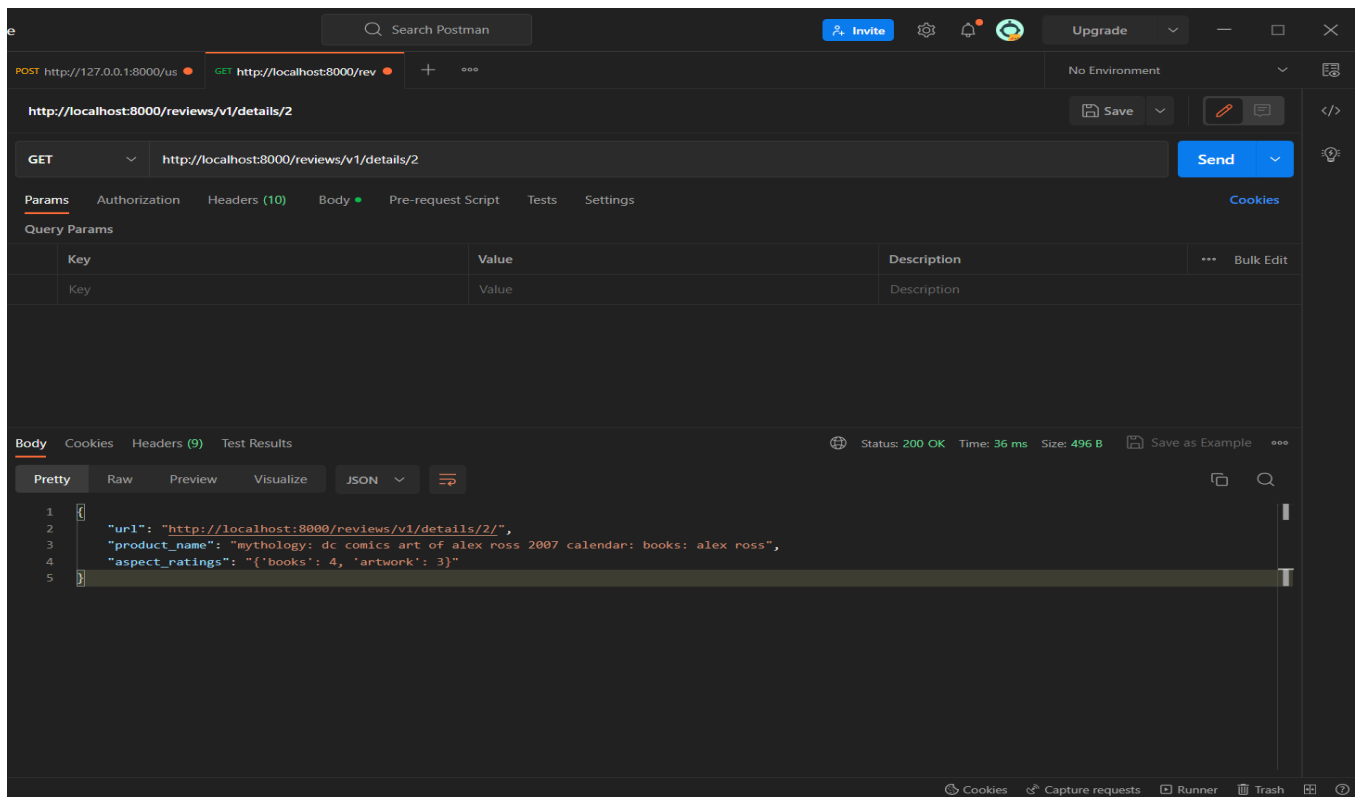 e Search Postman Invite Upgrade
POST http://127.0.0.1:8000/us GET http://localhost:8000/rev No Environment
http://localhost:8000/reviews/v1/details/2 Save </>
GET http://localhost:8000/reviews/v1/details/2 Send
Params Authorization Headers (10) Body Pre-request Script Tests Settings Cookies
Query Params
Key Value Description Bulk Edit
Key Value Description
Body Cookies Headers (9) Test Results Status: 200 OK Time: 36 ms Size: 496 B Save as Example
Pretty Raw Preview Visualize JSON
1 {
2 "url": "http://localhost:8000/reviews/v1/details/2/",
3 "product_name": "mythology: dc comics art of alex ross 2007 calendar: books: alex ross",
4 "aspect_ratings": "{'books': 4, 'artwork': 3}"
5 }
Cookies Capture requests Runner Trash